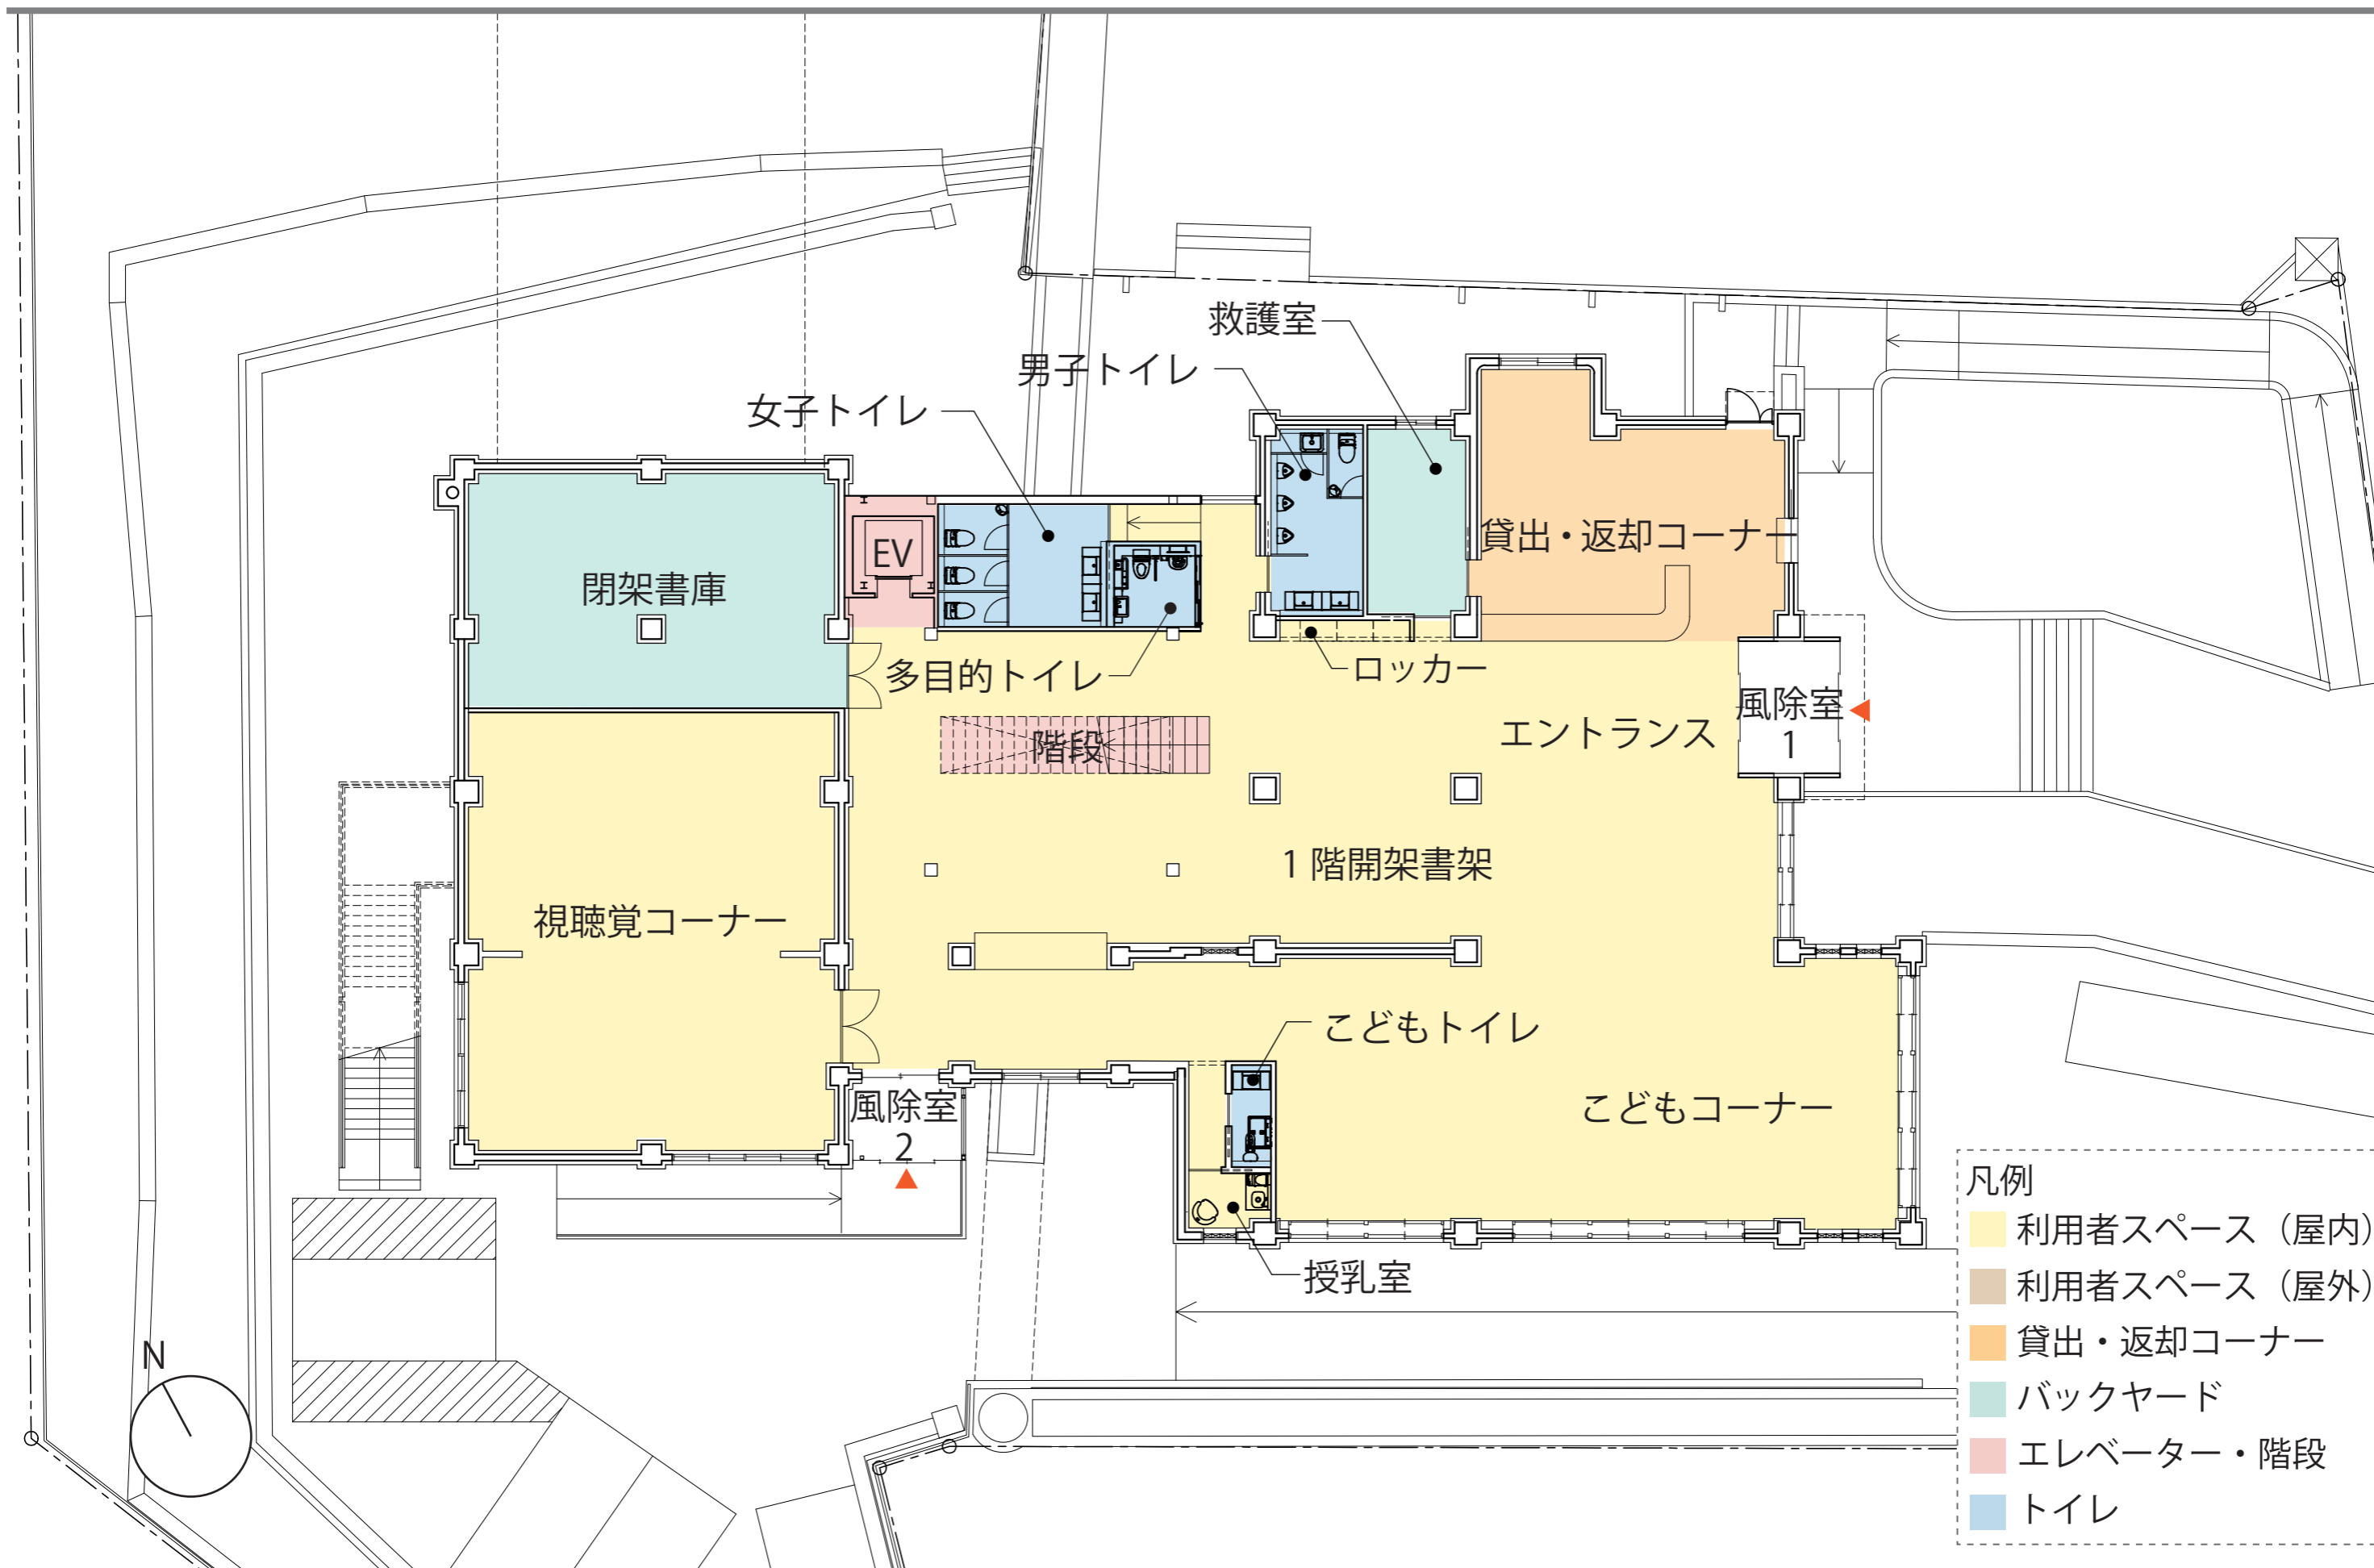 救護室
男子トイレ
女子トイレ
EV
貸出・返却コーナー
閉架書庫
多目的トイレ
ロッカー
風除室
1
エントランス
階段
1 階開架書架
視聴覚コーナー
こどもトイレ
風除室
2
こどもコーナー
授乳室
N
凡例
利用者スペース（屋内）
利用者スペース（屋外）
貸出・返却コーナー
バックヤード
エレベーター・階段
トイレ